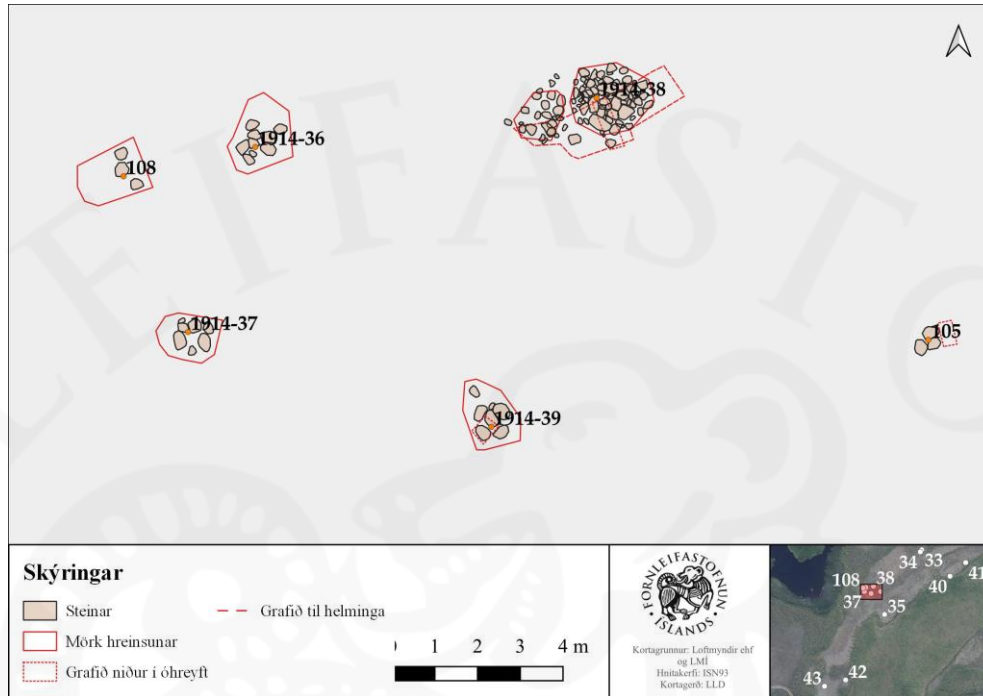 1914-38
1914-36
108
1914-37
105
1914-39
LEIFASTO
Skýringar
Steinar
Grafið til helminga
Mörk hreinsunar
Grafið niður í óhreyft
0 1 2 3 4 m
FORNLEIFASTOFNUN
ÍSLANDS
Kortagrunnur: Loftmyndir ehf
og LMÍ
Hnitakerfi: ISN93
Kortagerð: LLD
34 33
41
108 38
40
37
35
43 42